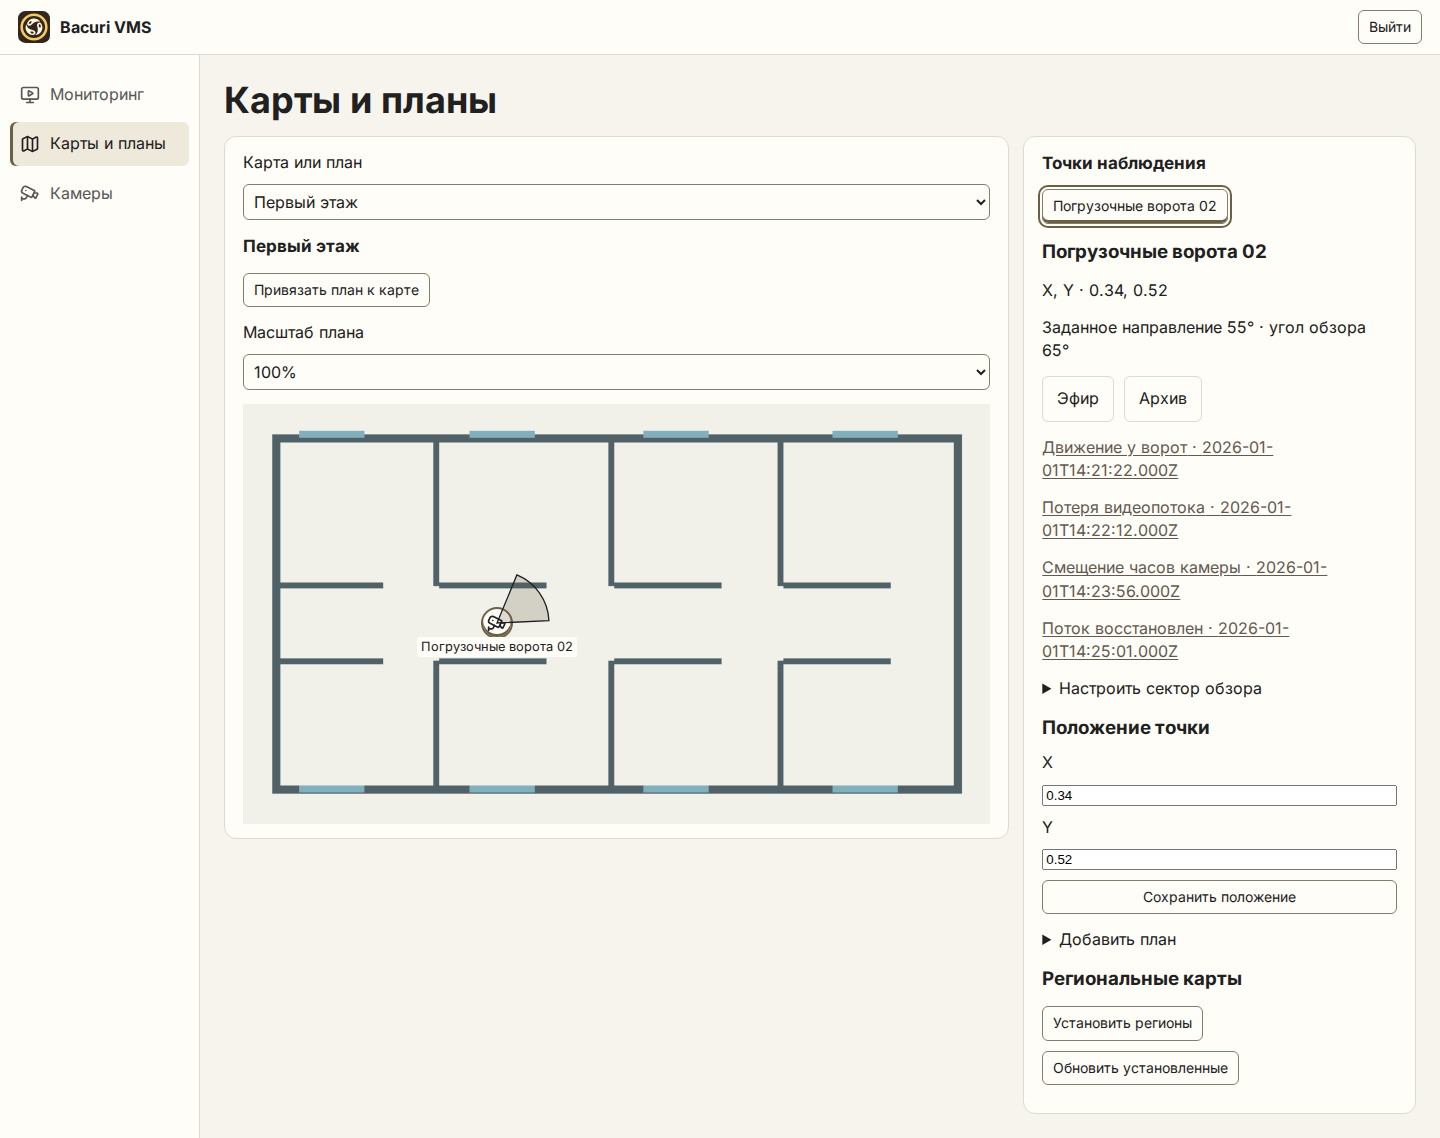 Bacuri VMS
Выйти
Мониторинг
Карты и планы
Камеры
Карты и планы
Карта или план
Первый этаж
Первый этаж
Привязать план к карте
Масштаб плана
100%
Погрузочные ворота 02
Точки наблюдения
Погрузочные ворота 02
Погрузочные ворота 02
X, Y · 0.34, 0.52
Заданное направление 55° · угол обзора
65°
Эфир
Архив
Движение у ворот · 2026-01-
01T14:21:22.000Z
Потеря видеопотока · 2026-01-
01T14:22:12.000Z
Смещение часов камеры · 2026-01-
01T14:23:56.000Z
Поток восстановлен · 2026-01-
01T14:25:01.000Z
Настроить сектор обзора
Положение точки
X
0.34
Y
0.52
Сохранить положение
Добавить план
Региональные карты
Установить регионы
Обновить установленные